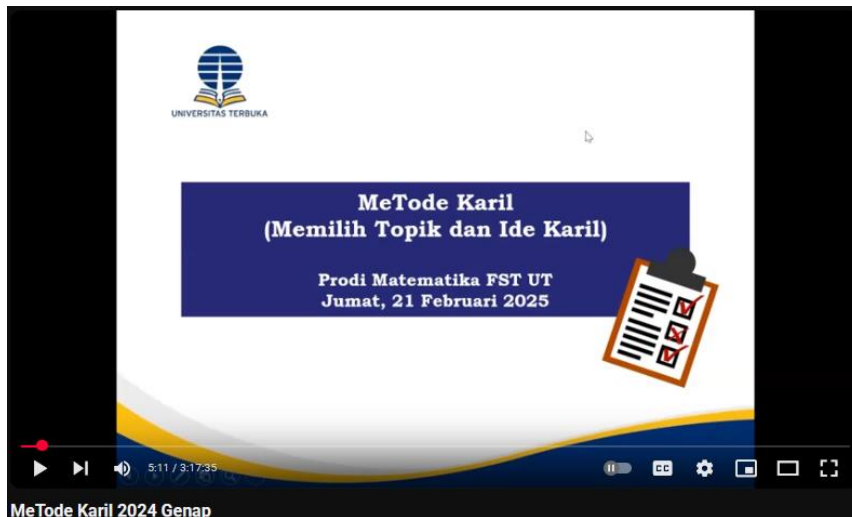 UNIVERSITAS TERBUKA
MeTode Karil
(Memilih Topik dan Ide Karil)
Prodi Matematika FST UT
Jumat, 21 Februari 2025
5:11 / 3:17:35
CC
MeTode Karil 2024 Genap